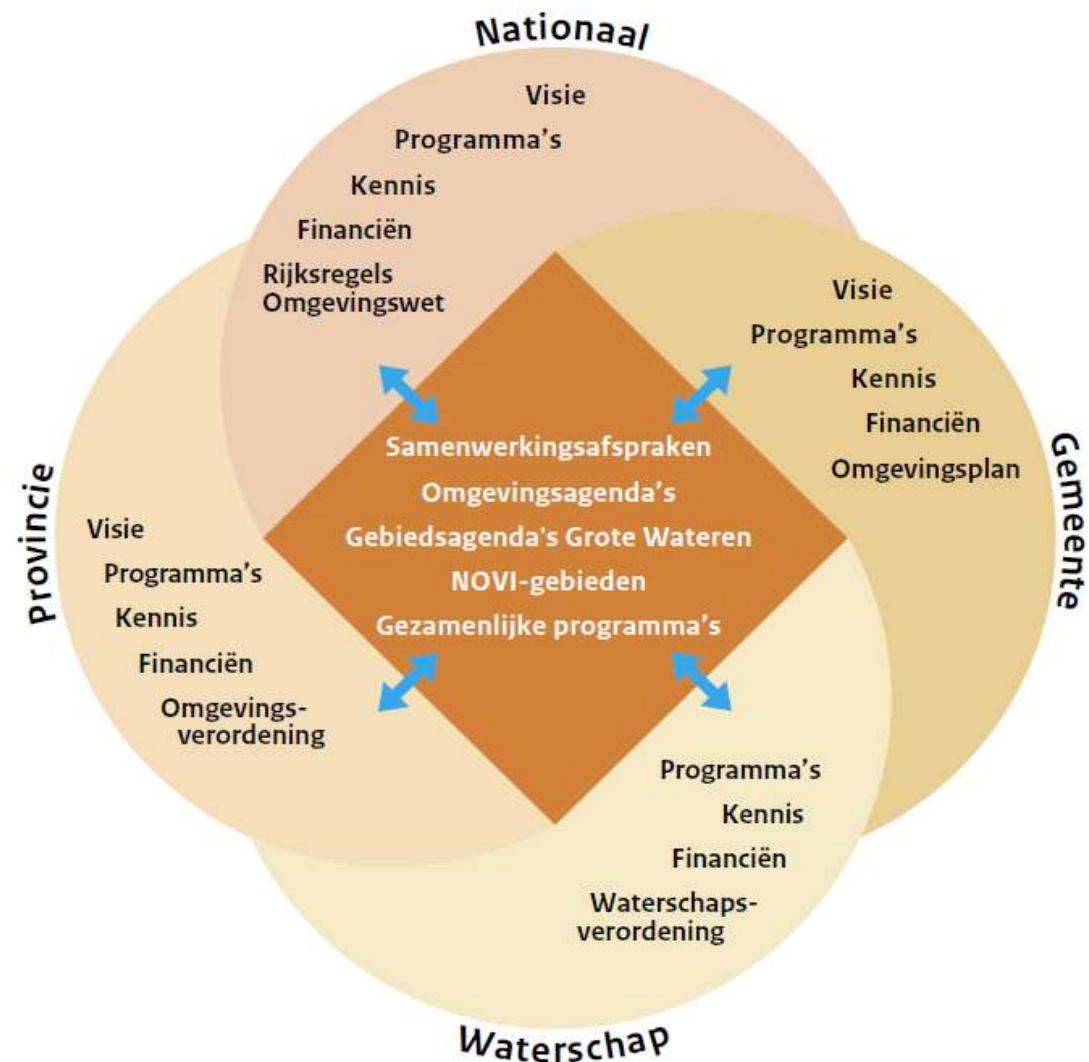 Nationaal
Visie
Programma's
Kennis
Financiën
Rijksregels
Omgevingswet
Gemeente
Visie
Programma's
Kennis
Financiën
Omgevingsplan
Samenwerkingsafspraken
Omgevingsagenda's
Gebiedsagenda's Grote Wateren
NOVI-gebieden
Gezamenlijke programma's
Provincie
Visie
Programma's
Kennis
Financiën
Omgevings-
verordening
Programma's
Kennis
Financiën
Waterschaps-
verordening
Waterschap